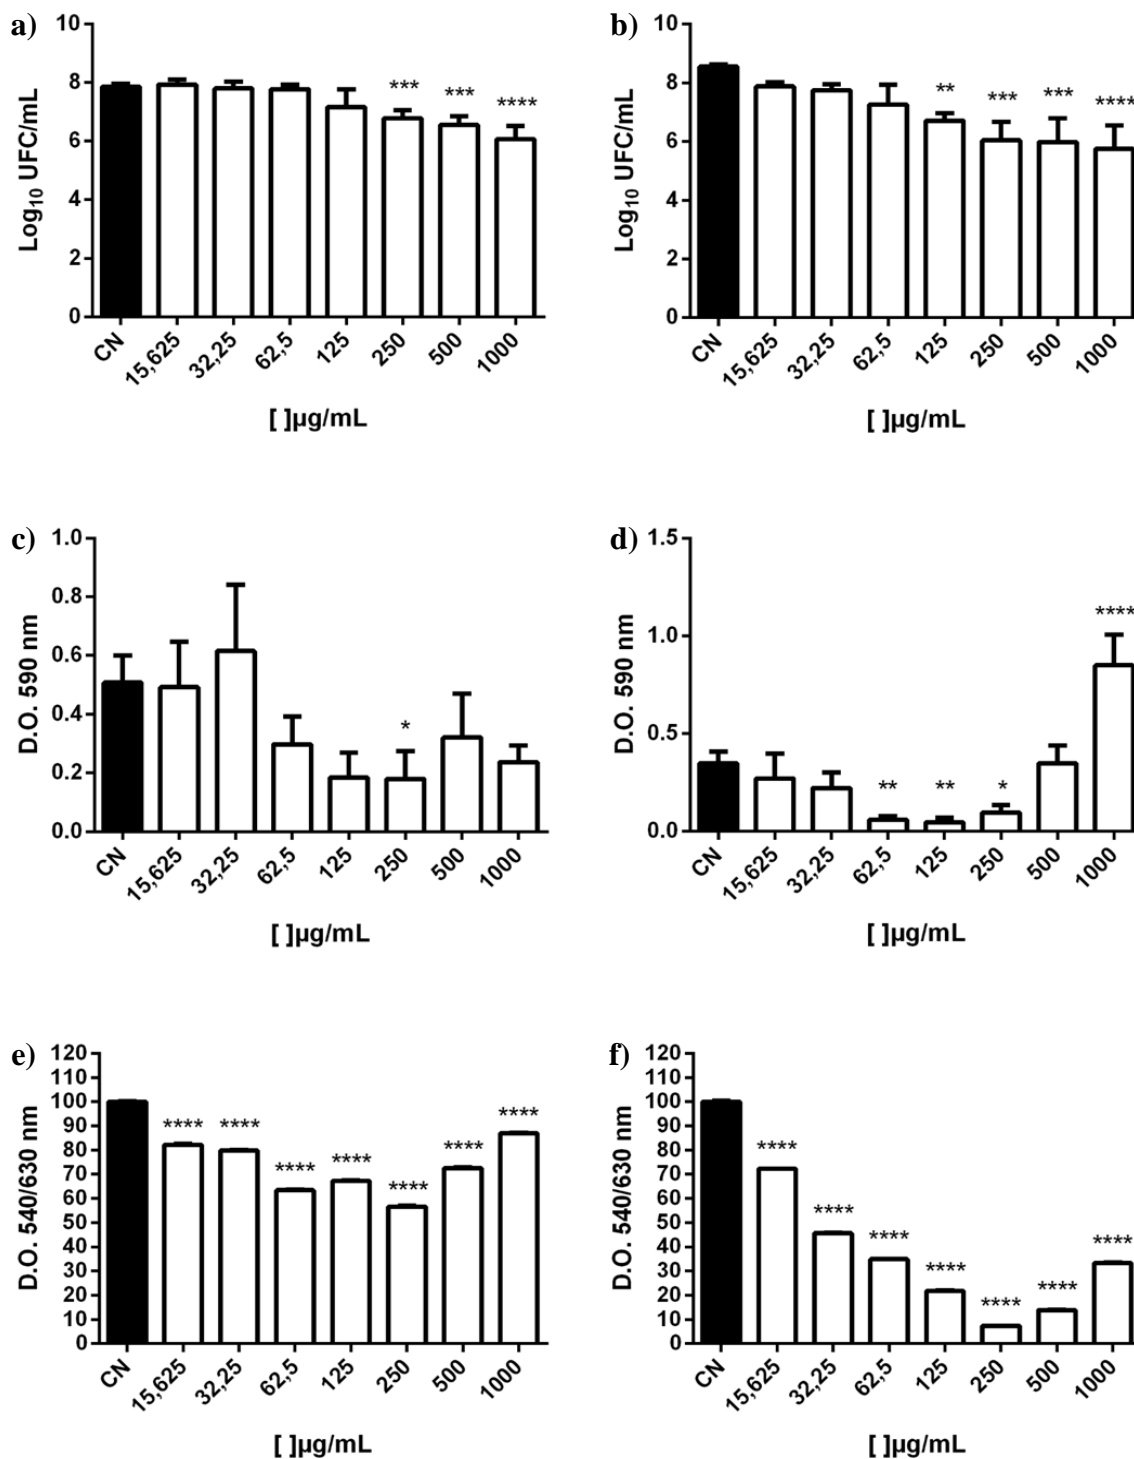 a)
10
8
6
4
2
0
Log10 UFC/mL
*** *** ****
CN 15,625 32,25 62,5 125 250 500 1000
[ ]µg/mL
b)
10
8
6
4
2
0
Log10 UFC/mL
** *** *** ****
CN 15,625 32,25 62,5 125 250 500 1000
[ ]µg/mL
c)
1.0
0.8
0.6
0.4
0.2
0.0
D.O. 590 nm
*
CN 15,625 32,25 62,5 125 250 500 1000
[ ]µg/mL
d)
1.5
1.0
0.5
0.0
D.O. 590 nm
** ** * ****
CN 15,625 32,25 62,5 125 250 500 1000
[ ]µg/mL
e)
120
110
100
90
80
70
60
50
40
30
20
10
0
D.O. 540/630 nm
**** **** **** **** **** **** ****
CN 15,625 32,25 62,5 125 250 500 1000
[ ]µg/mL
f)
120
110
100
90
80
70
60
50
40
30
20
10
0
D.O. 540/630 nm
**** **** **** **** **** **** ****
CN 15,625 32,25 62,5 125 250 500 1000
[ ]µg/mL